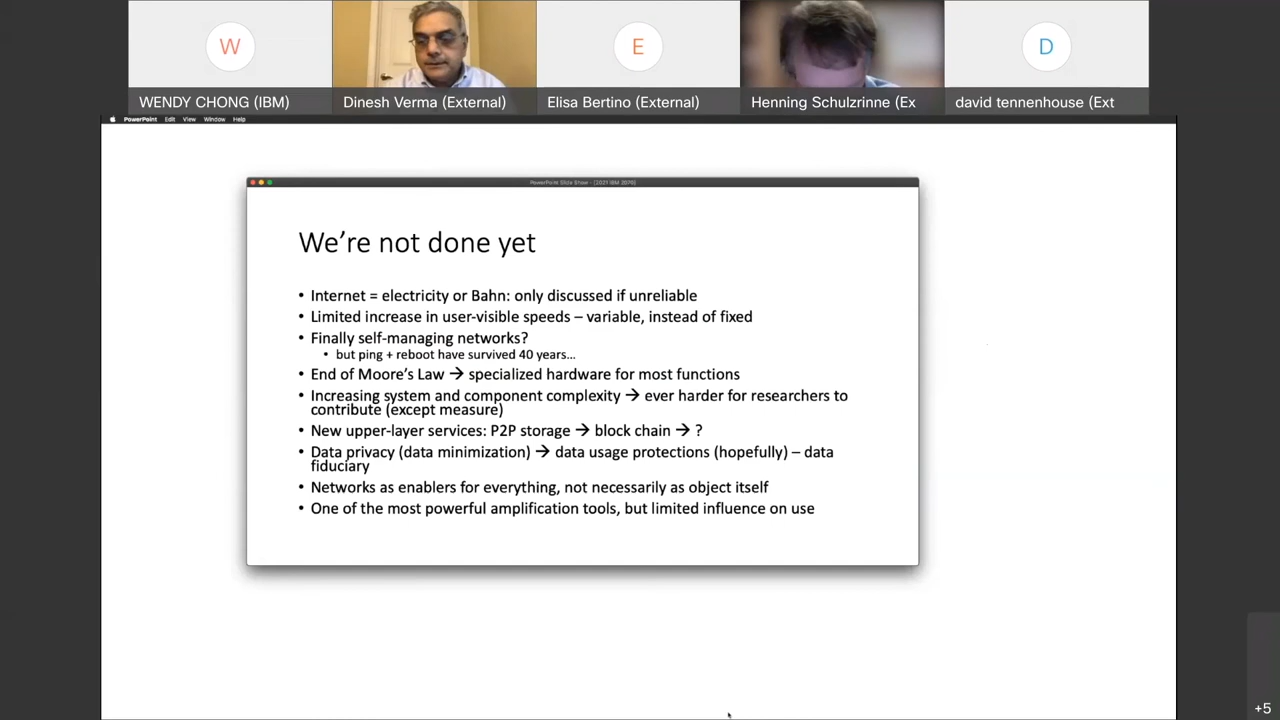 W
E
D
WENDY CHONG (IBM)
Dinesh Verma (External)
Elisa Bertino (External)
Henning Schulzrinne (Ex
david tennenhouse (Ext
PowerPoint Edit View Window Help
PowerPoint Slide Show - [2021 IBM 2070]
We're not done yet
• Internet = electricity or Bahn: only discussed if unreliable
• Limited increase in user-visible speeds – variable, instead of fixed
• Finally self-managing networks?
• but ping + reboot have survived 40 years…
• End of Moore's Law → specialized hardware for most functions
• Increasing system and component complexity → ever harder for researchers to
contribute (except measure)
• New upper-layer services: P2P storage → block chain → ?
• Data privacy (data minimization) → data usage protections (hopefully) – data
fiduciary
• Networks as enablers for everything, not necessarily as object itself
• One of the most powerful amplification tools, but limited influence on use
+5